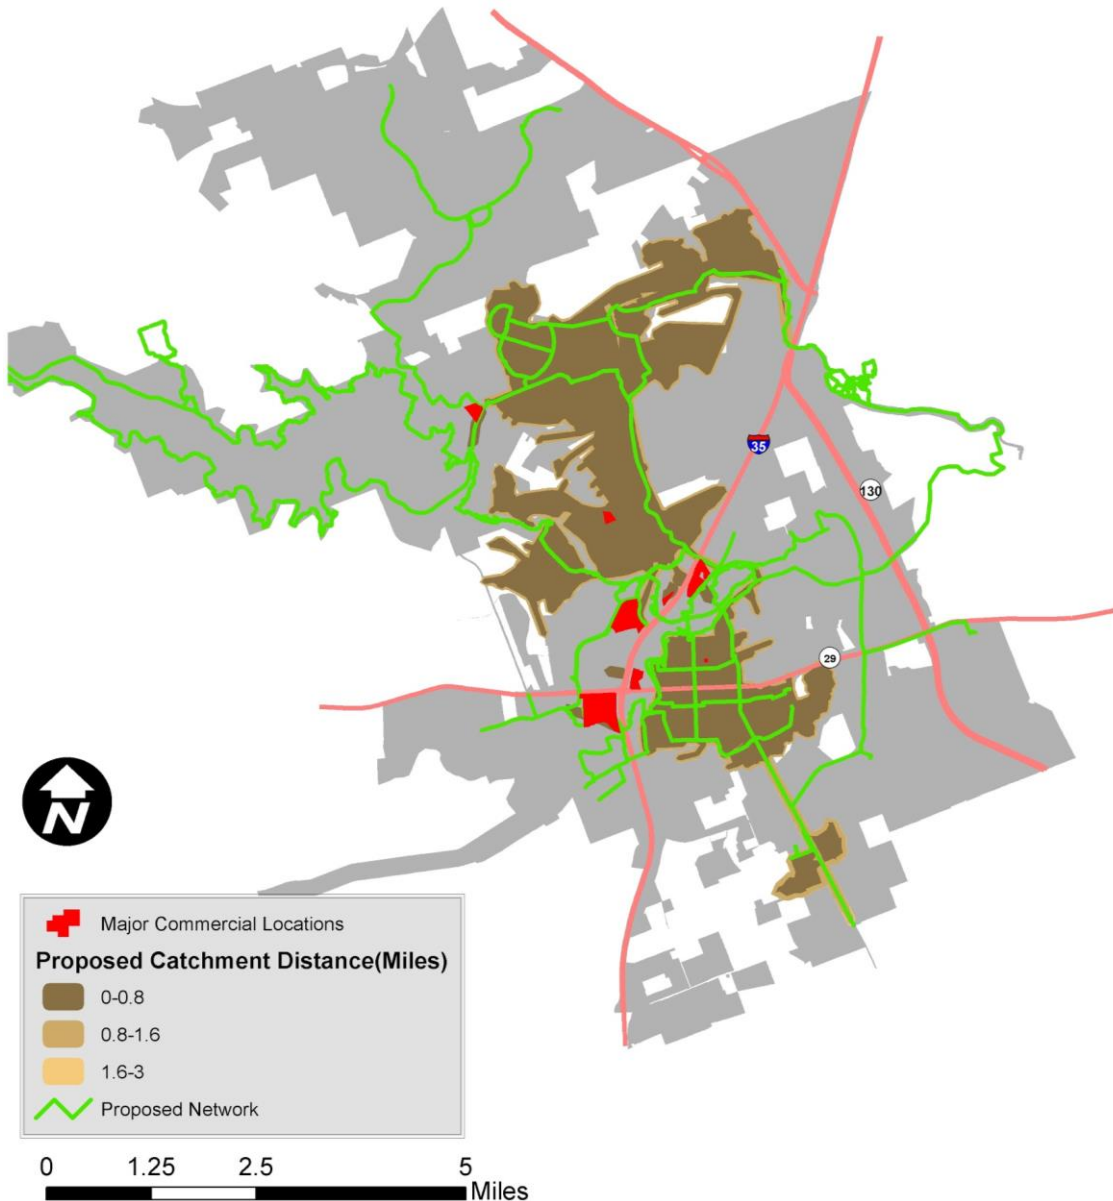 35
130
29
N
Major Commercial Locations
Proposed Catchment Distance(Miles)
0-0.8
0.8-1.6
1.6-3
Proposed Network
0 1.25 2.5 5
Miles